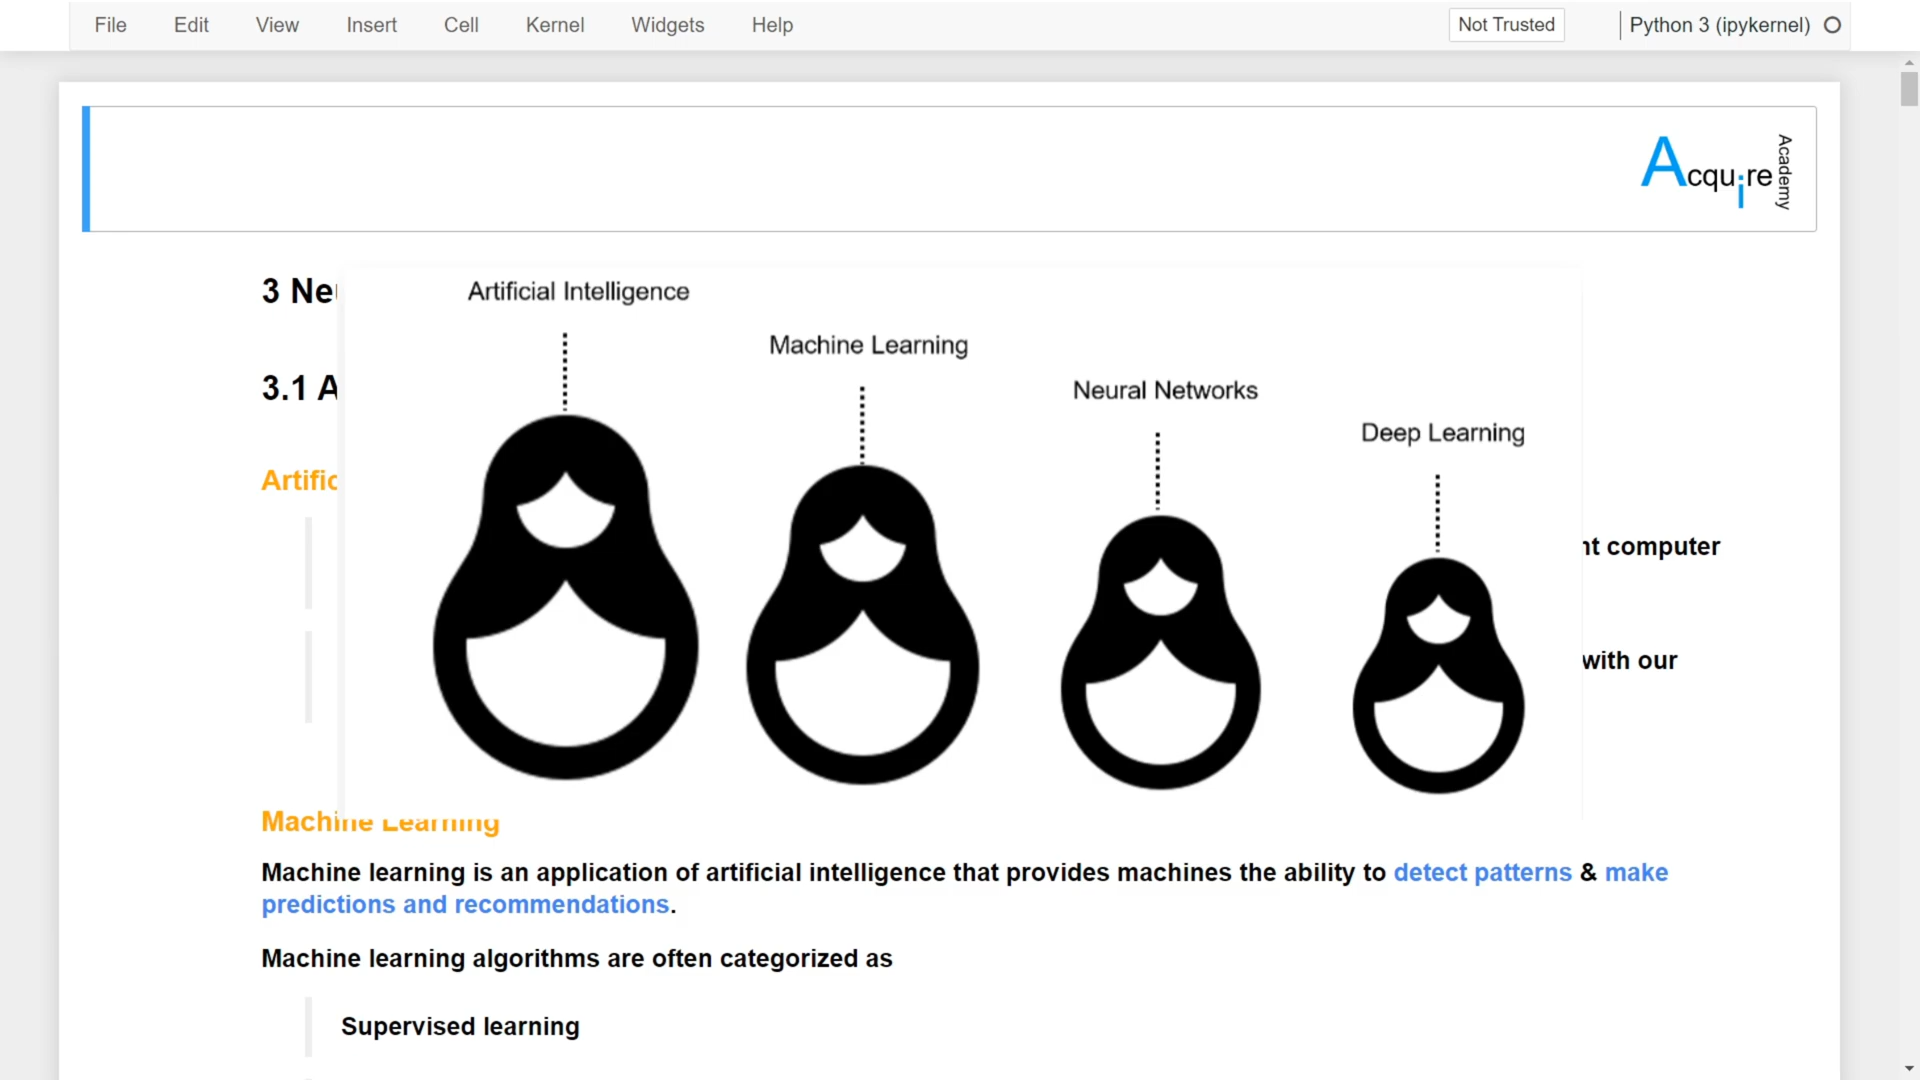 File Edit View Insert Cell Kernel Widgets Help Not Trusted Python 3 (ipykernel)
Acquire Academy
3
Artificial Intelligence
Machine Learning
3.1
Neural Networks
Deep Learning
nt computer
with our
Machine Learning
Machine learning is an application of artificial intelligence that provides machines the ability to detect patterns & make
predictions and recommendations.
Machine learning algorithms are often categorized as
Supervised learning